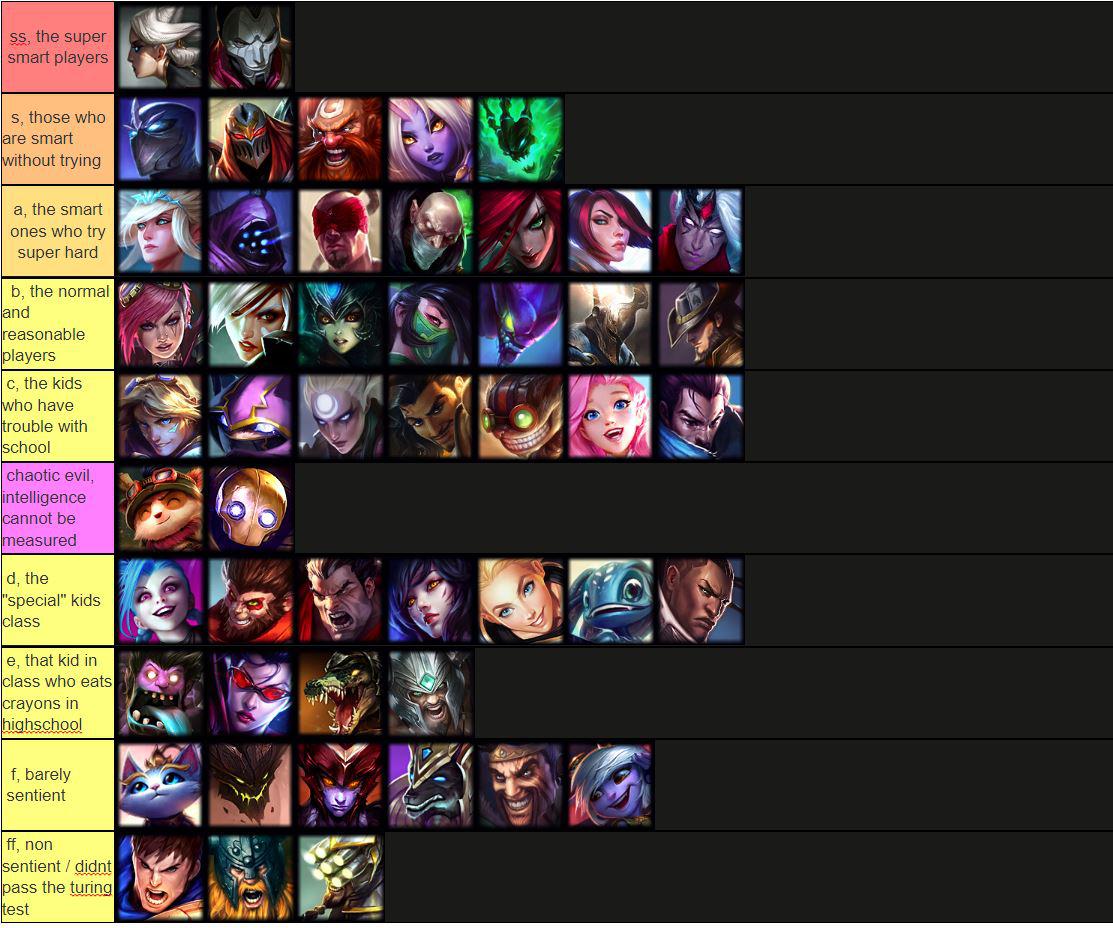 ss, the super
smart players
s, those who
are smart
without trying
a, the smart
ones who try
super hard
b, the normal
and
reasonable
players
c, the kids
who have
trouble with
school
chaotic evil,
intelligence
cannot be
measured
d, the
"special" kids
class
e, that kid in
class who eats
crayons in
highschool
f, barely
sentient
ff, non
sentient / didnt
pass the turing
test